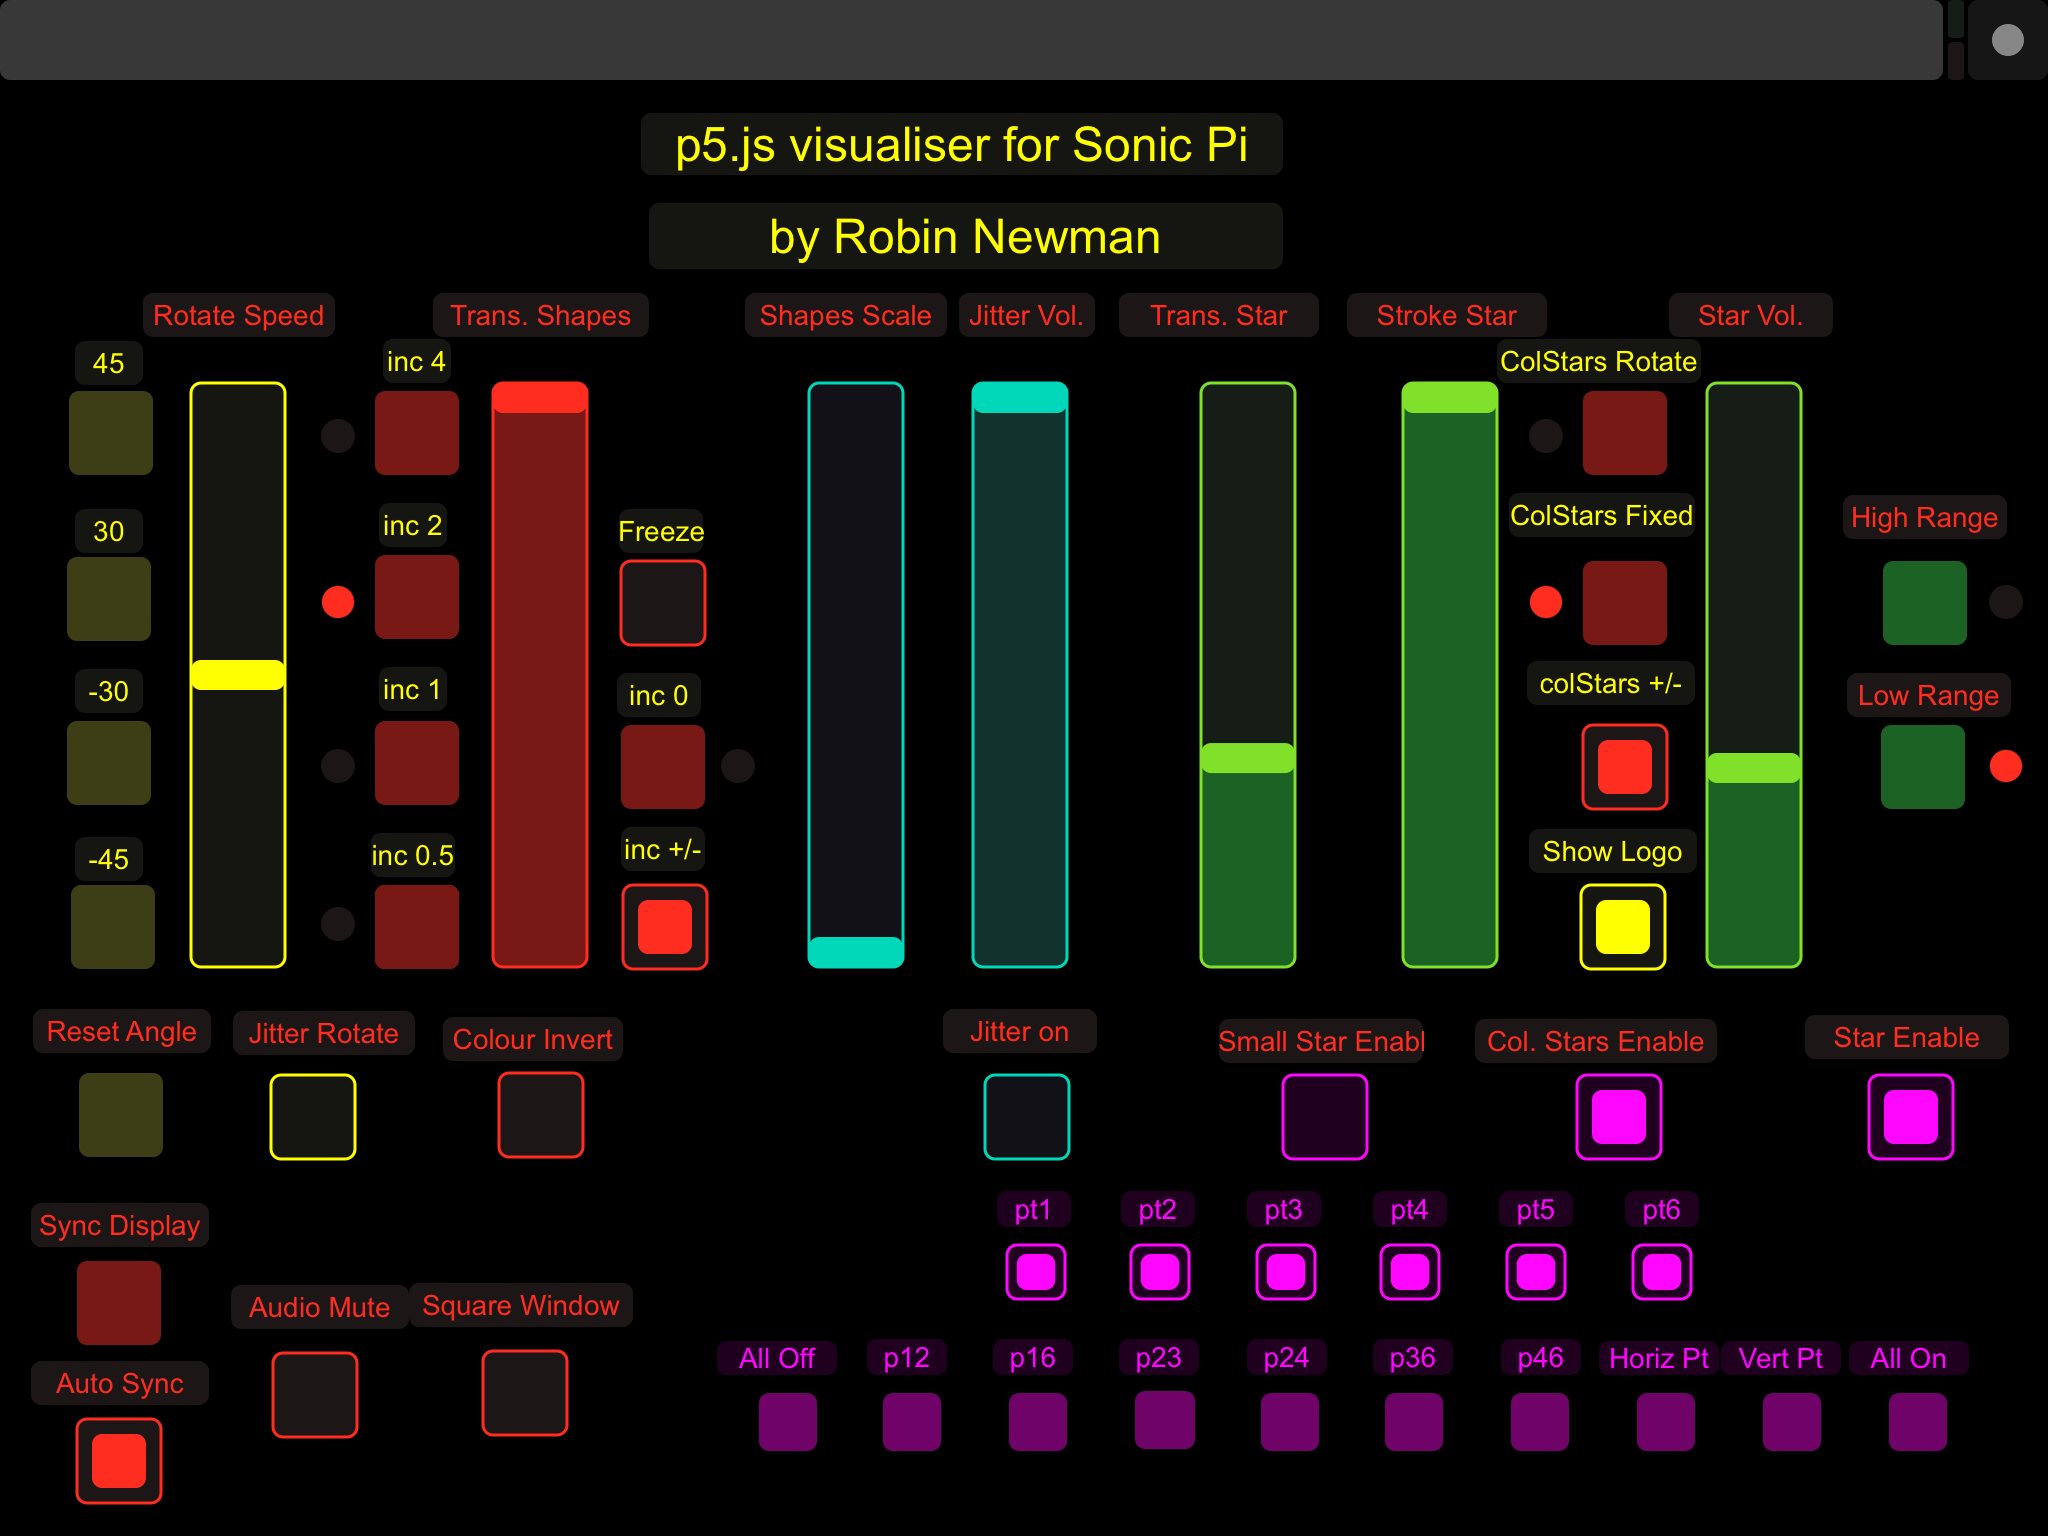 p5.js visualiser for Sonic Pi
by Robin Newman
Rotate Speed
Trans. Shapes
Shapes Scale
Jitter Vol.
Trans. Star
Stroke Star
Star Vol.
45
inc 4
ColStars Rotate
30
inc 2
Freeze
ColStars Fixed
High Range
-30
inc 1
inc 0
colStars +/-
Low Range
-45
inc 0.5
inc +/-
Show Logo
Reset Angle
Jitter Rotate
Colour Invert
Jitter on
Small Star Enabl
Col. Stars Enable
Star Enable
pt1
pt2
pt3
pt4
pt5
pt6
Sync Display
Audio Mute
Square Window
Auto Sync
All Off
p12
p16
p23
p24
p36
p46
Horiz Pt
Vert Pt
All On